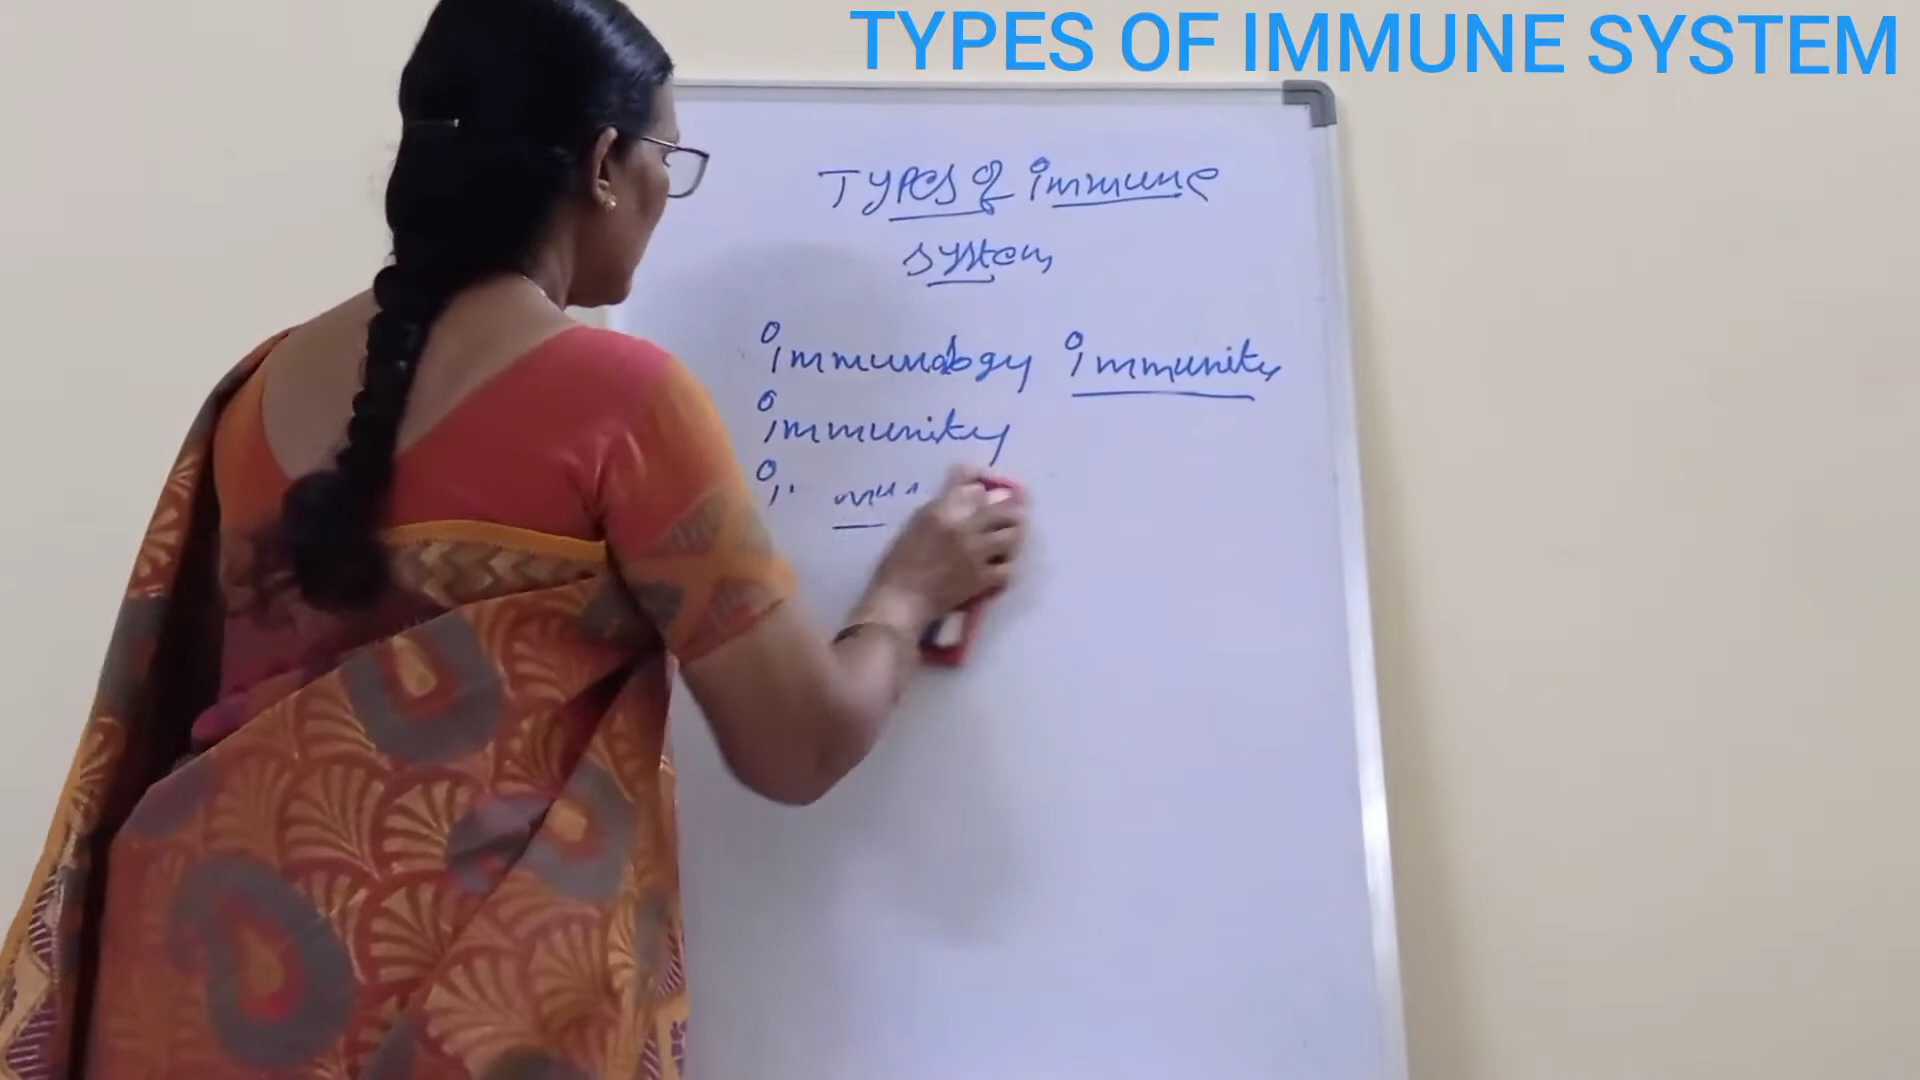 TYPES OF IMMUNE SYSTEM
TYPES of immune
system
immunology immunity
immunity